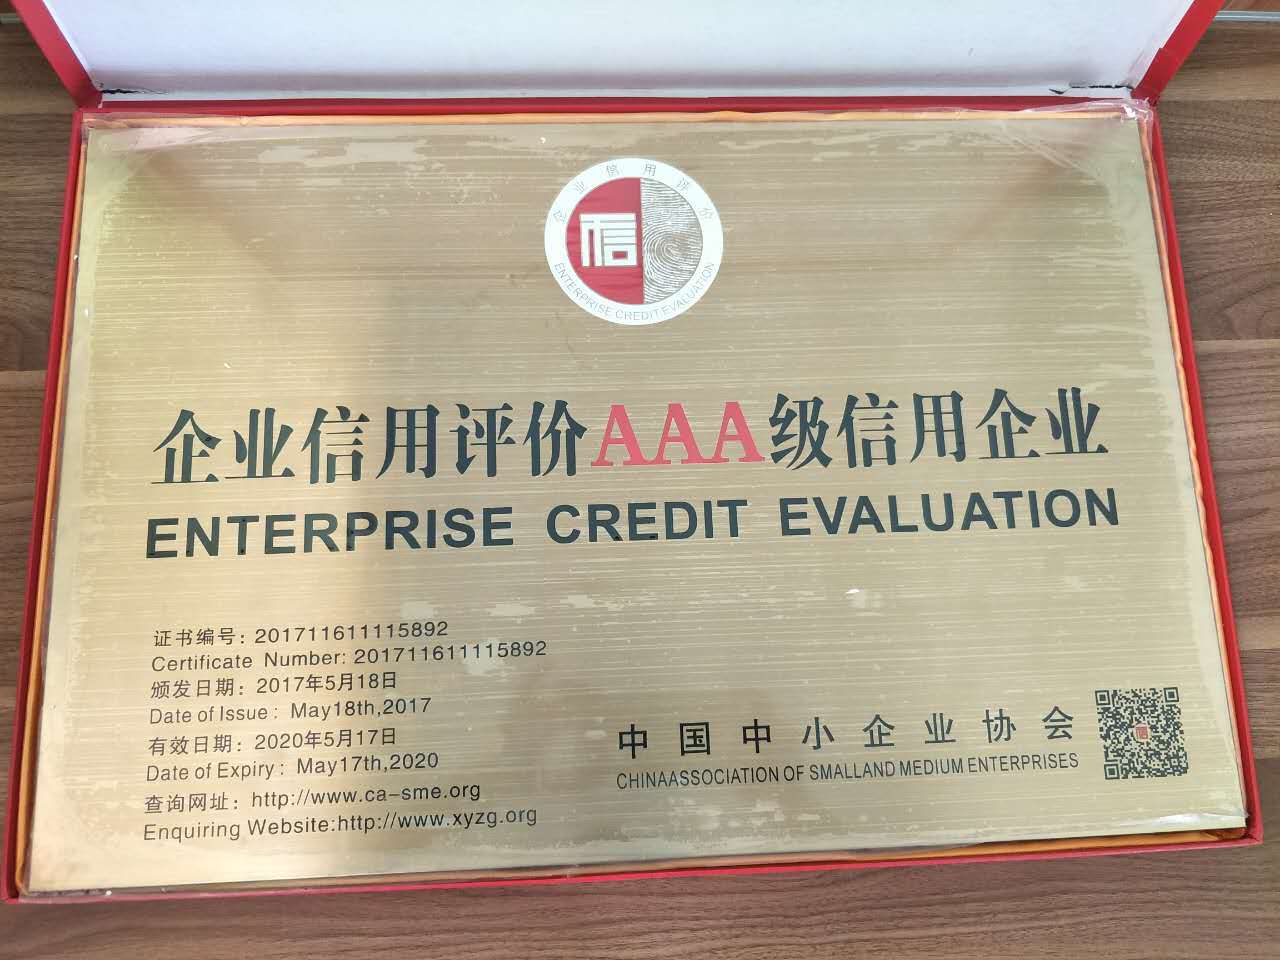 企业信用评价
信
ENTERPRISE CREDIT EVALUATION
企业信用评价AAA级信用企业
ENTERPRISE CREDIT EVALUATION
证书编号：201711611115892
Certificate Number: 201711611115892
颁发日期：2017年5月18日
Date of Issue： May18th,2017
有效日期：2020年5月17日
Date of Expiry： May17th,2020
查询网址：http://www.ca-sme.org
Enquiring Website:http://www.xyzg.org
中国中小企业协会
CHINAASSOCIATION OF SMALLAND MEDIUM ENTERPRISES
信